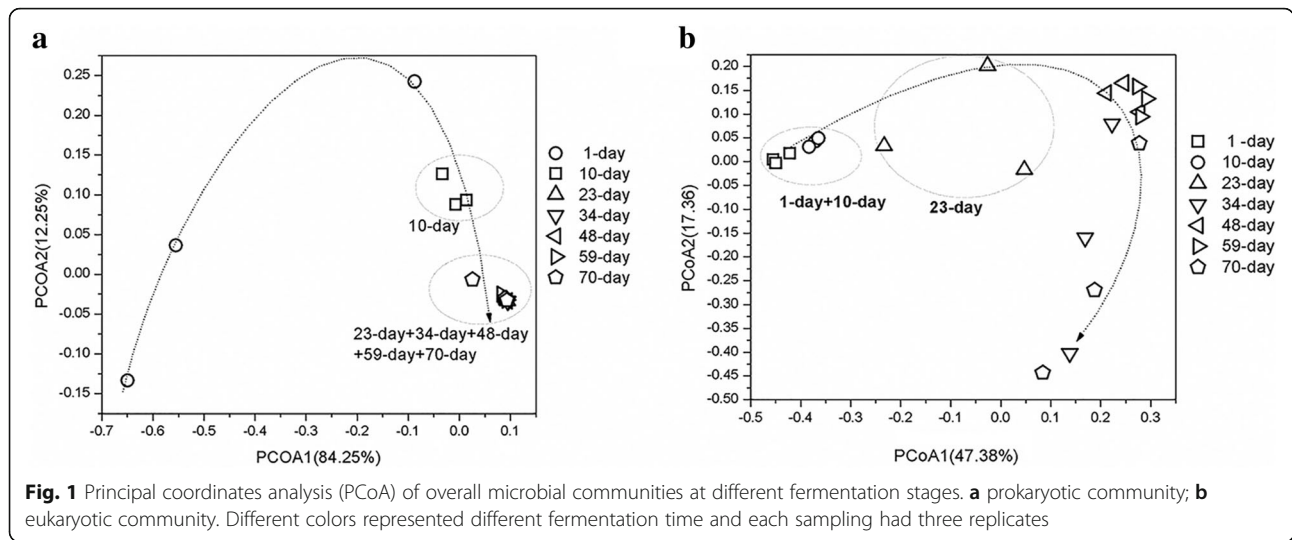 a
0.25
0.20
0.15
0.10
0.05
0.00
-0.05
-0.10
-0.15
PCOA2(12.25%)
-0.7
-0.6
-0.5
-0.4
-0.3
-0.2
-0.1
0.0
0.1
PCOA1(84.25%)
10-day
23-day+34-day+48-day
+59-day+70-day
1-day
10-day
23-day
34-day
48-day
59-day
70-day
b
0.20
0.15
0.10
0.05
0.00
-0.05
-0.10
-0.15
-0.20
-0.25
-0.30
-0.35
-0.40
-0.45
-0.50
PCoA2(17.36)
-0.5
-0.4
-0.3
-0.2
-0.1
0.0
0.1
0.2
0.3
PCoA1(47.38%)
1-day+10-day
23-day
1-day
10-day
23-day
34-day
48-day
59-day
70-day
Fig. 1 Principal coordinates analysis (PCoA) of overall microbial communities at different fermentation stages. a prokaryotic community; b
eukaryotic community. Different colors represented different fermentation time and each sampling had three replicates